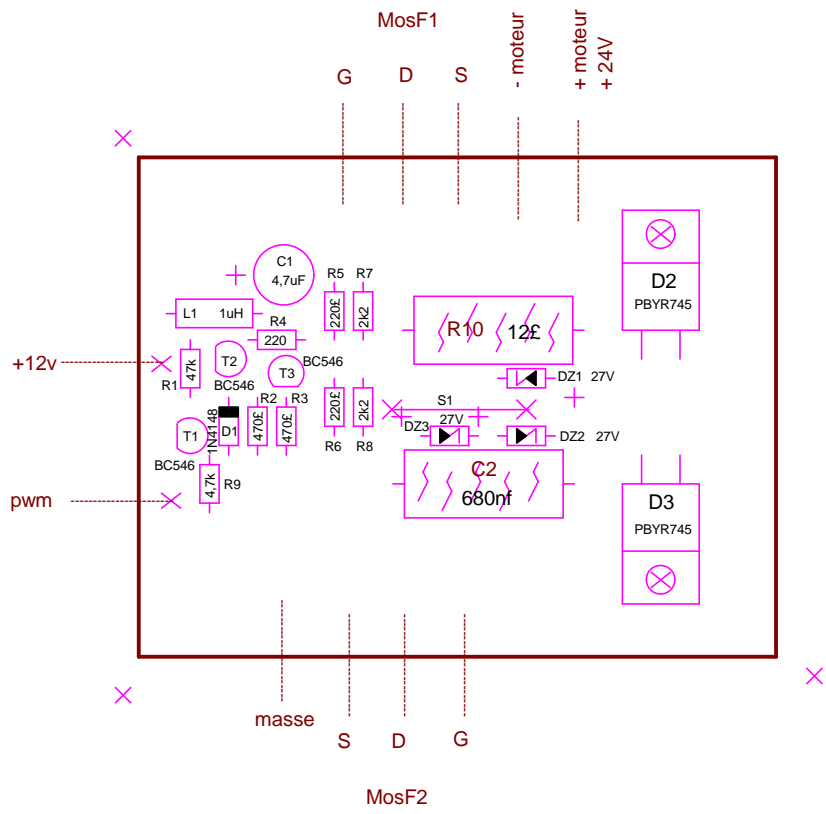 MosF1
G D S
- moteur
+ moteur
+ 24V
C1
4,7uF
R5
R7
220£
2k2
L1 1uH
R4
220
D2
PBYR745
R10 12£
+12v
R1
47k
T2
BC546
T3
BC546
DZ1 27V
S1
R2
R3
1N4148
D1
470£
470£
220£
2k2
R6
R8
T1
BC546
DZ3
27V
DZ2 27V
4,7k
R9
C2
680nf
D3
PBYR745
pwm
masse
S D G
MosF2